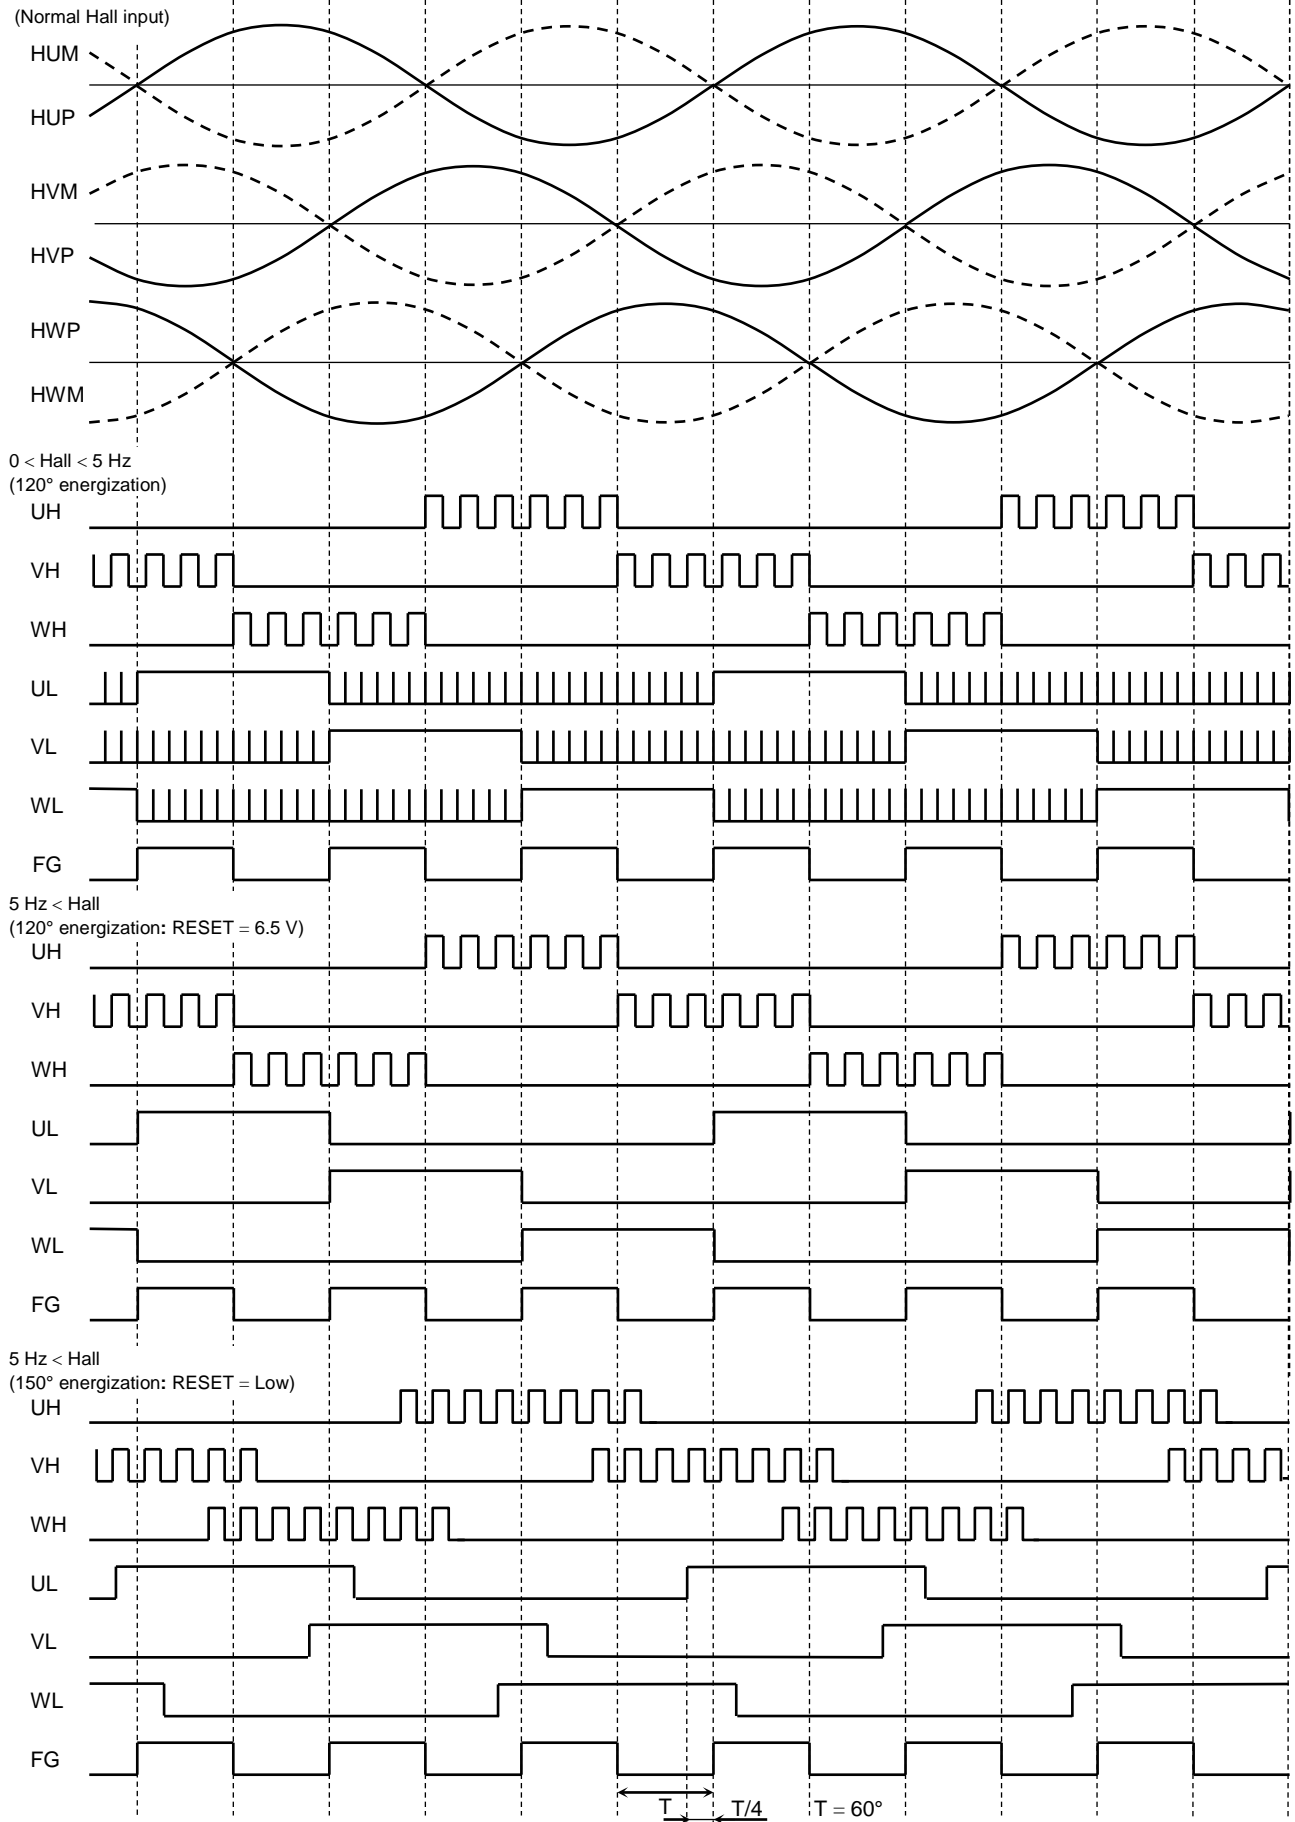 (Normal Hall input)
HUM
HUP
HVM
HVP
HWP
HWM
0 < Hall < 5 Hz
(120° energization)
UH
VH
WH
UL
VL
WL
FG
5 Hz < Hall
(120° energization: RESET = 6.5 V)
UH
VH
WH
UL
VL
WL
FG
5 Hz < Hall
(150° energization: RESET = Low)
UH
VH
WH
UL
VL
WL
FG
T T/4 T = 60°